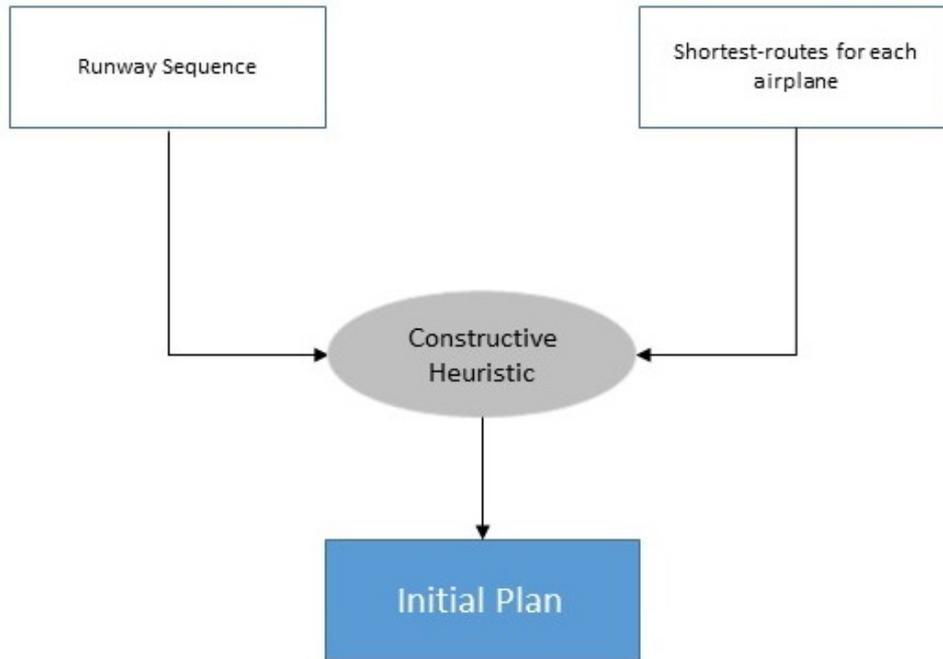 Runway Sequence
Shortest-routes for each
airplane
Constructive
Heuristic
Initial Plan